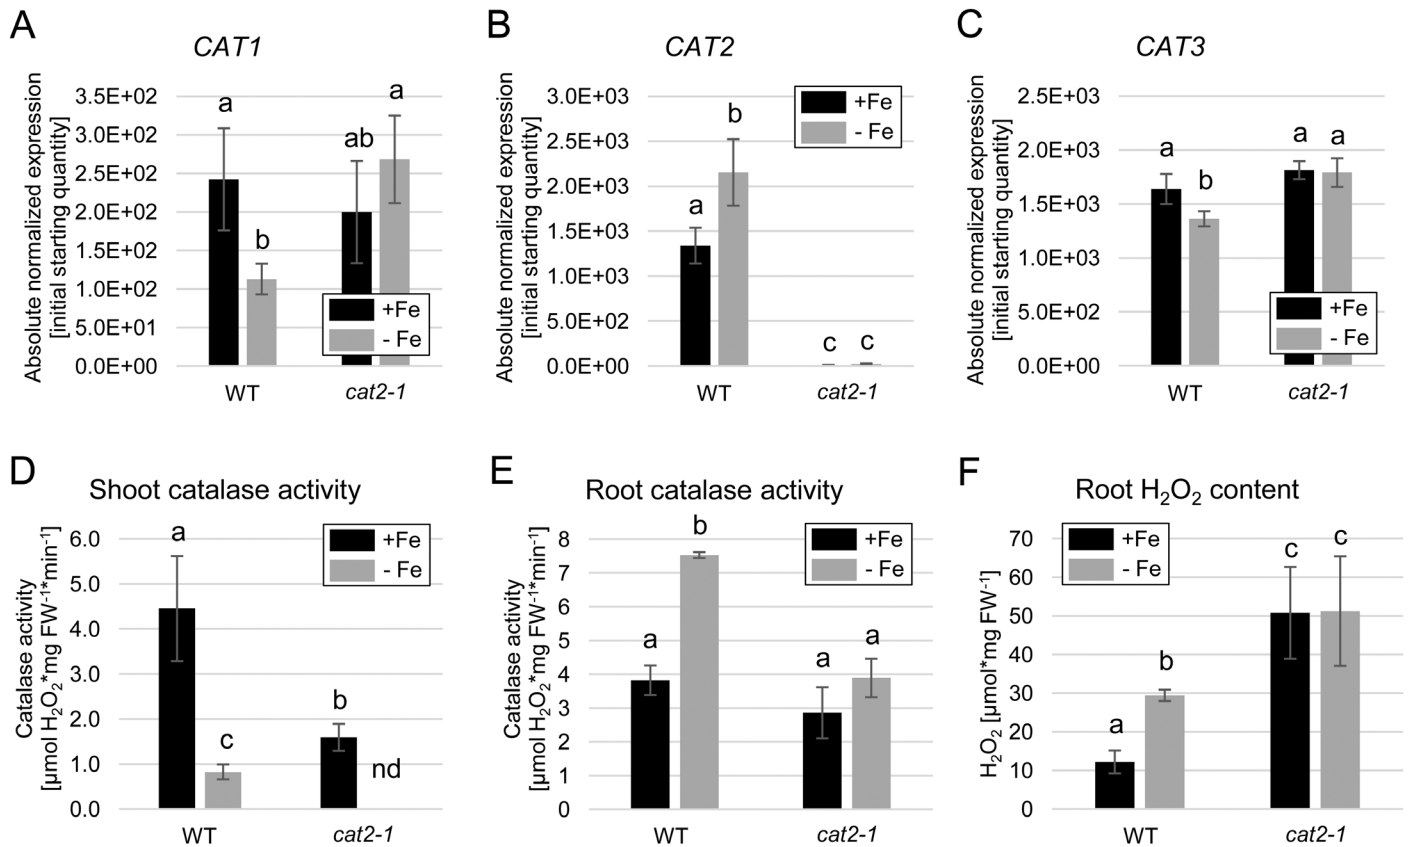 A
CAT1
Absolute normalized expression
[initial starting quantity]
3.5E+02
3.0E+02
2.5E+02
2.0E+02
1.5E+02
1.0E+02
5.0E+01
0.0E+00
a
b
ab
a
+Fe
- Fe
WT
cat2-1
B
CAT2
Absolute normalized expression
[initial starting quantity]
3.0E+03
2.5E+03
2.0E+03
1.5E+03
1.0E+03
5.0E+02
0.0E+00
a
b
c
c
+Fe
- Fe
WT
cat2-1
C
CAT3
Absolute normalized expression
[initial starting quantity]
2.5E+03
2.0E+03
1.5E+03
1.0E+03
5.0E+02
0.0E+00
a
b
a
a
+Fe
- Fe
WT
cat2-1
D
Shoot catalase activity
Catalase activity
[µmol H₂O₂*mg FW⁻¹*min⁻¹]
6.0
5.0
4.0
3.0
2.0
1.0
0.0
a
c
b
nd
+Fe
- Fe
WT
cat2-1
E
Root catalase activity
Catalase activity
[µmol H₂O₂*mg FW⁻¹*min⁻¹]
8
7
6
5
4
3
2
1
0
a
b
a
a
+Fe
- Fe
WT
cat2-1
F
Root H₂O₂ content
H₂O₂ [µmol*mg FW⁻¹]
70
60
50
40
30
20
10
0
a
b
c
c
+Fe
- Fe
WT
cat2-1